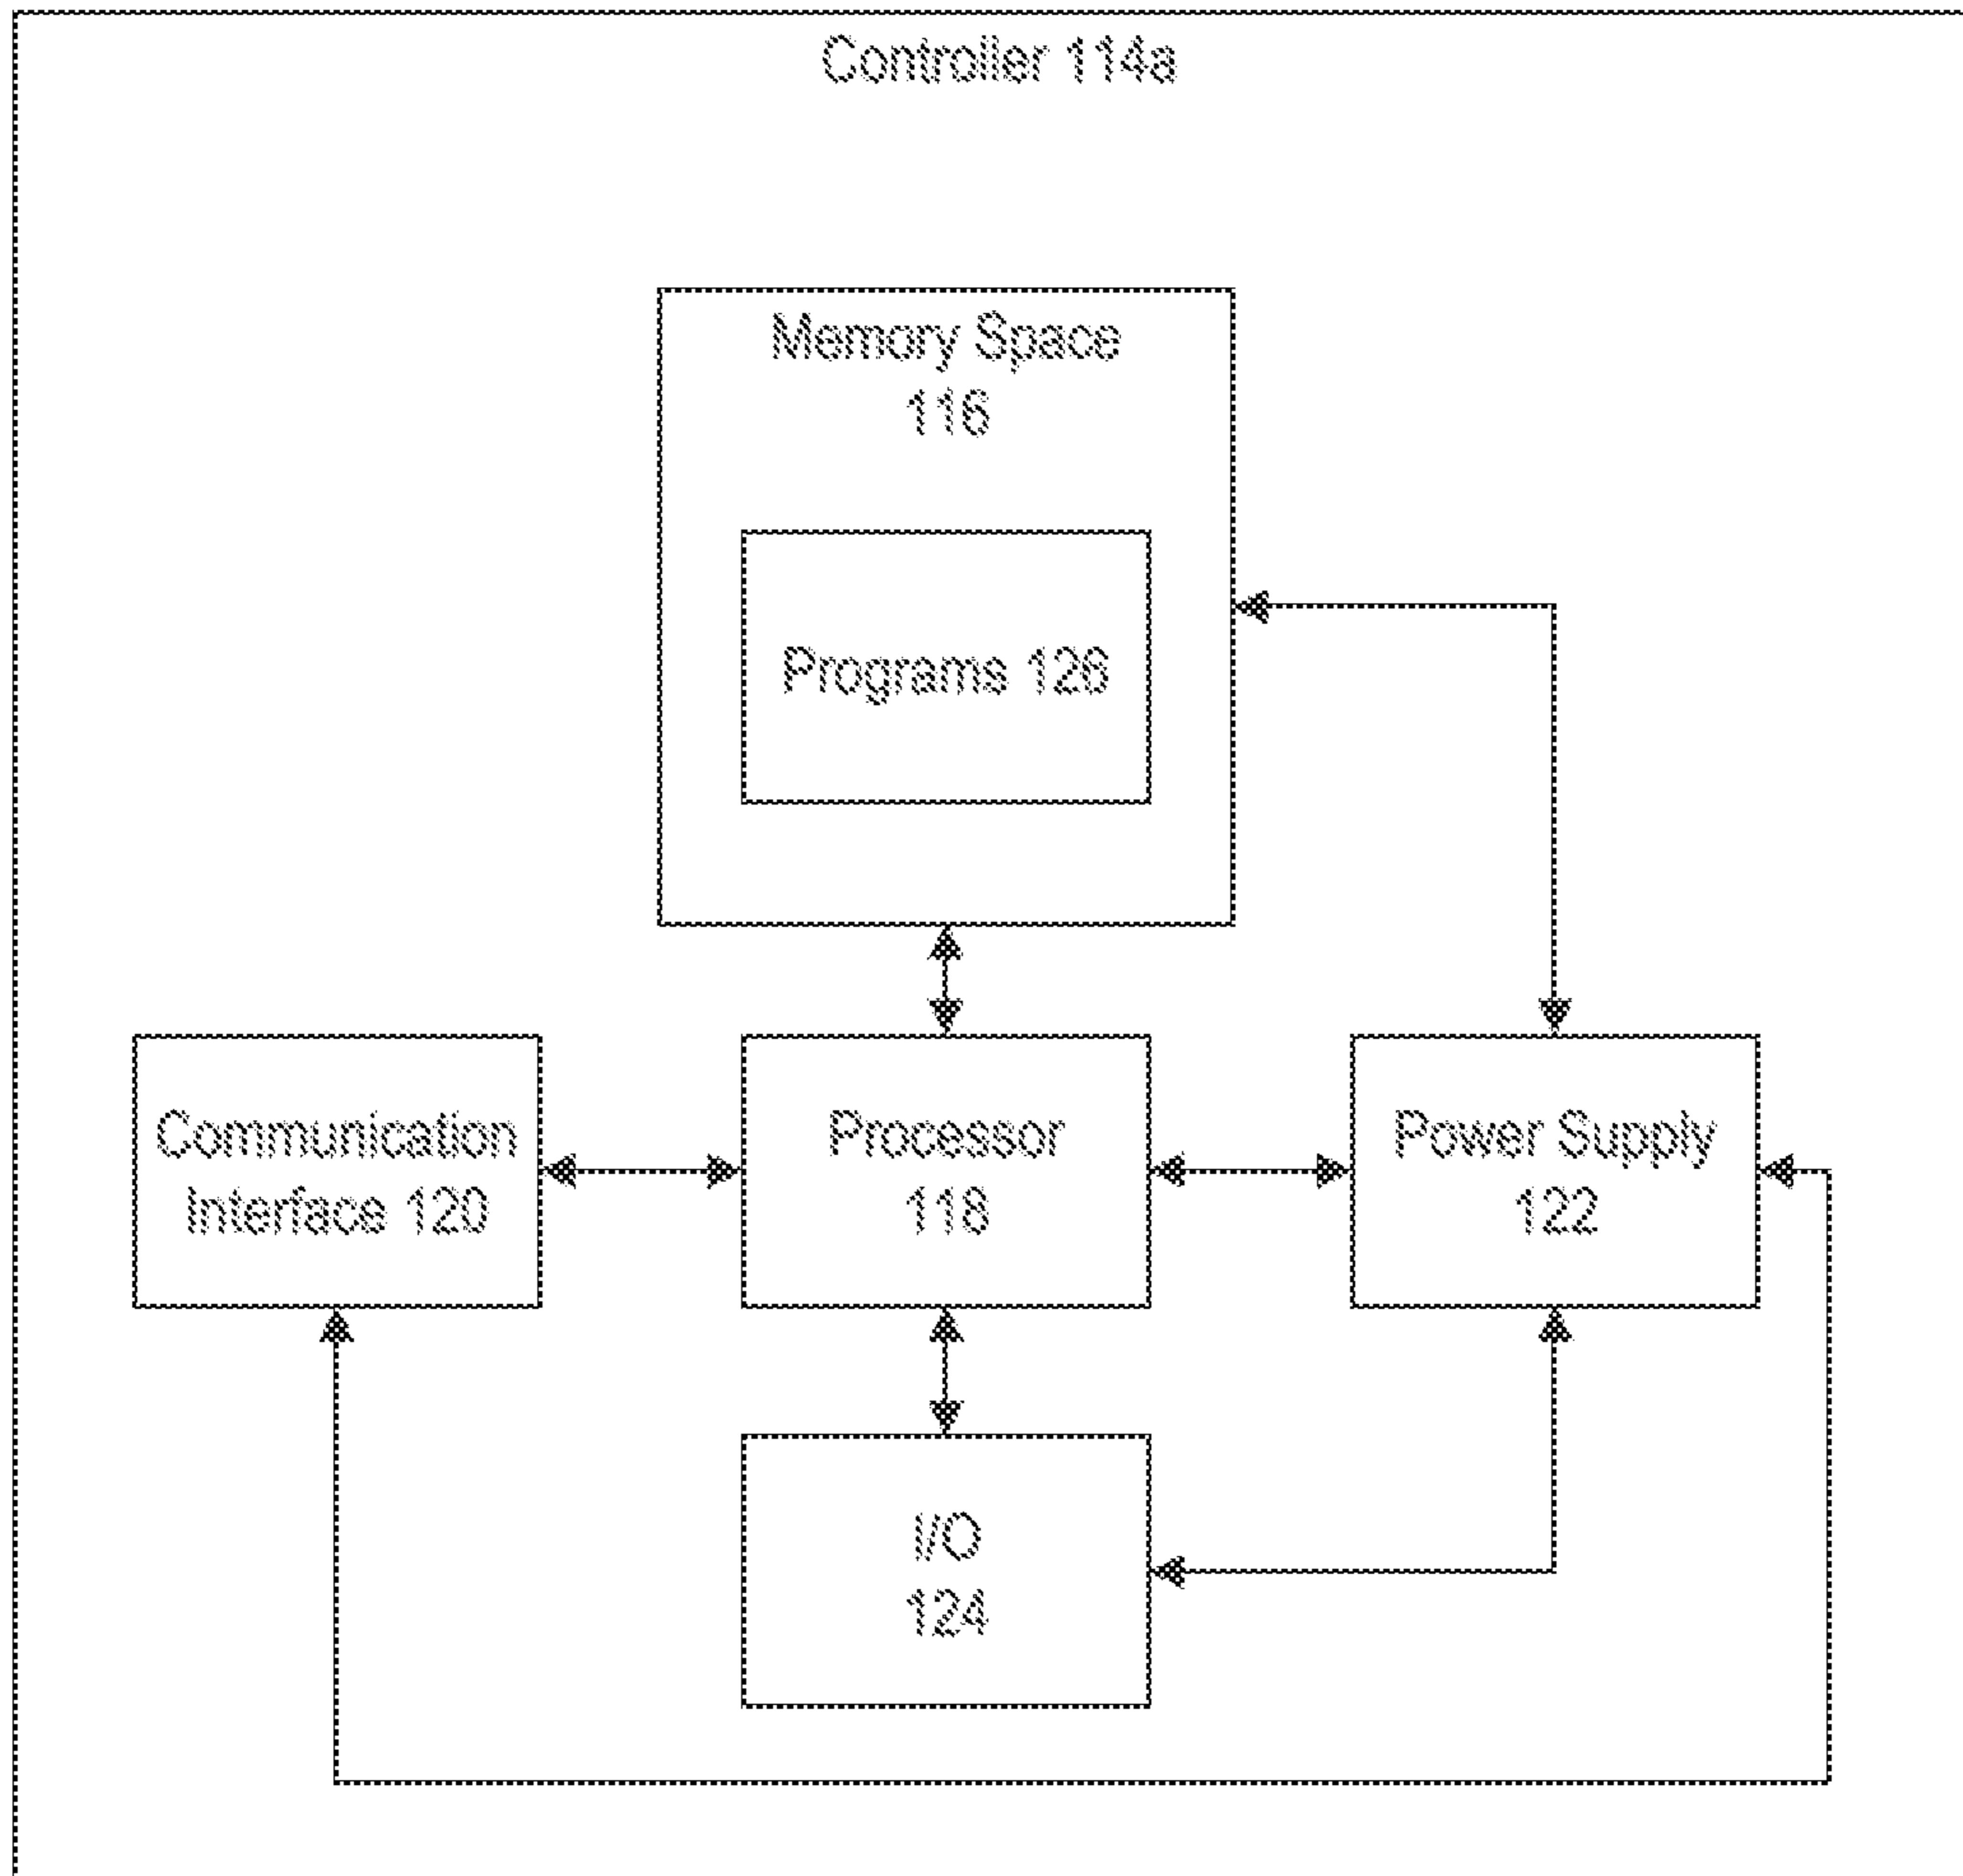 Controller 114a
Memory Space
116
Programs 126
Communication
Interface 120
Processor
118
Power Supply
122
I/O
124